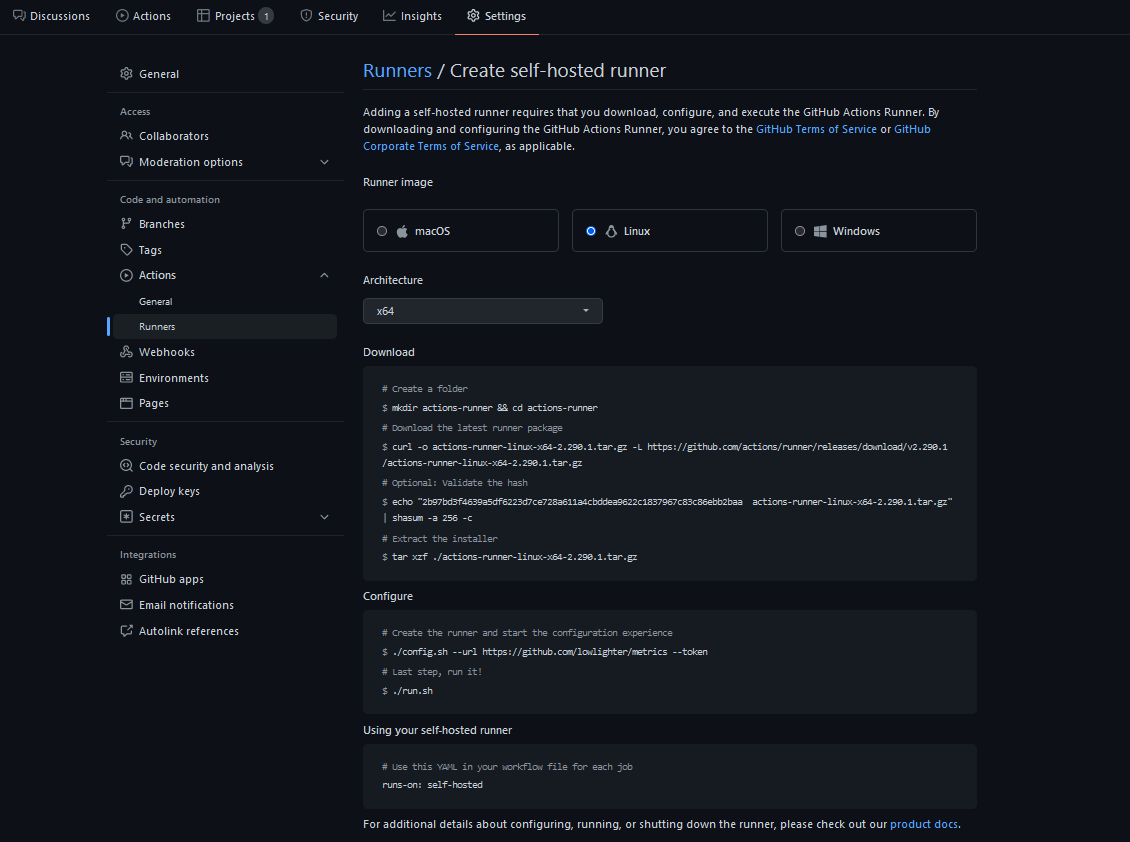 Discussions Actions Projects 1 Security Insights Settings
General
Access
Collaborators
Moderation options
Code and automation
Branches
Tags
Actions
General
Runners
Webhooks
Environments
Pages
Security
Code security and analysis
Deploy keys
Secrets
Integrations
GitHub apps
Email notifications
Autolink references
Runners / Create self-hosted runner
Adding a self-hosted runner requires that you download, configure, and execute the GitHub Actions Runner. By
downloading and configuring the GitHub Actions Runner, you agree to the GitHub Terms of Service or GitHub
Corporate Terms of Service, as applicable.
Runner image
macOS Linux Windows
Architecture
x64
Download
# Create a folder
$ mkdir actions-runner && cd actions-runner
# Download the latest runner package
$ curl -o actions-runner-linux-x64-2.290.1.tar.gz -L https://github.com/actions/runner/releases/download/v2.290.1
/actions-runner-linux-x64-2.290.1.tar.gz
# Optional: Validate the hash
$ echo "2b97bd3f4639a5df6223d7ce728a611a4cbddea9622c1837967c83c86ebb2baa  actions-runner-linux-x64-2.290.1.tar.gz"
| shasum -a 256 -c
# Extract the installer
$ tar xzf ./actions-runner-linux-x64-2.290.1.tar.gz
Configure
# Create the runner and start the configuration experience
$ ./config.sh --url https://github.com/lowlighter/metrics --token
# Last step, run it!
$ ./run.sh
Using your self-hosted runner
# Use this YAML in your workflow file for each job
runs-on: self-hosted
For additional details about configuring, running, or shutting down the runner, please check out our product docs.